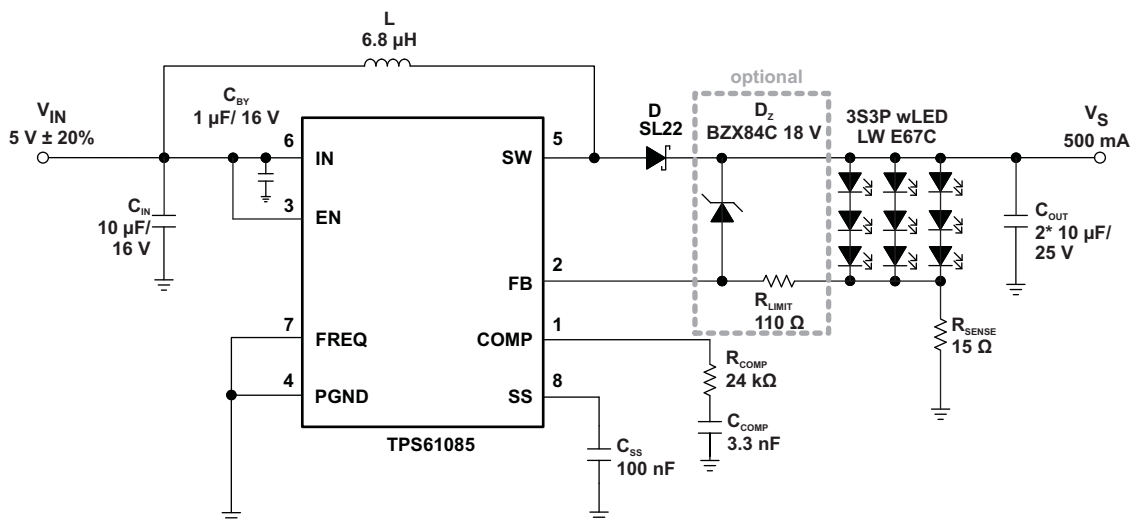 L
6.8 µH
optional
V_IN
5 V ± 20%
C_BY
1 µF/ 16 V
D
SL22
D_Z
BZX84C 18 V
3S3P wLED
LW E67C
V_S
500 mA
6
IN
SW
5
3
EN
C_IN
10 µF/
16 V
C_OUT
2* 10 µF/
25 V
FB
2
R_LIMIT
110 Ω
7
FREQ
COMP
1
R_SENSE
15 Ω
R_COMP
24 kΩ
4
PGND
SS
8
C_COMP
3.3 nF
TPS61085
C_SS
100 nF